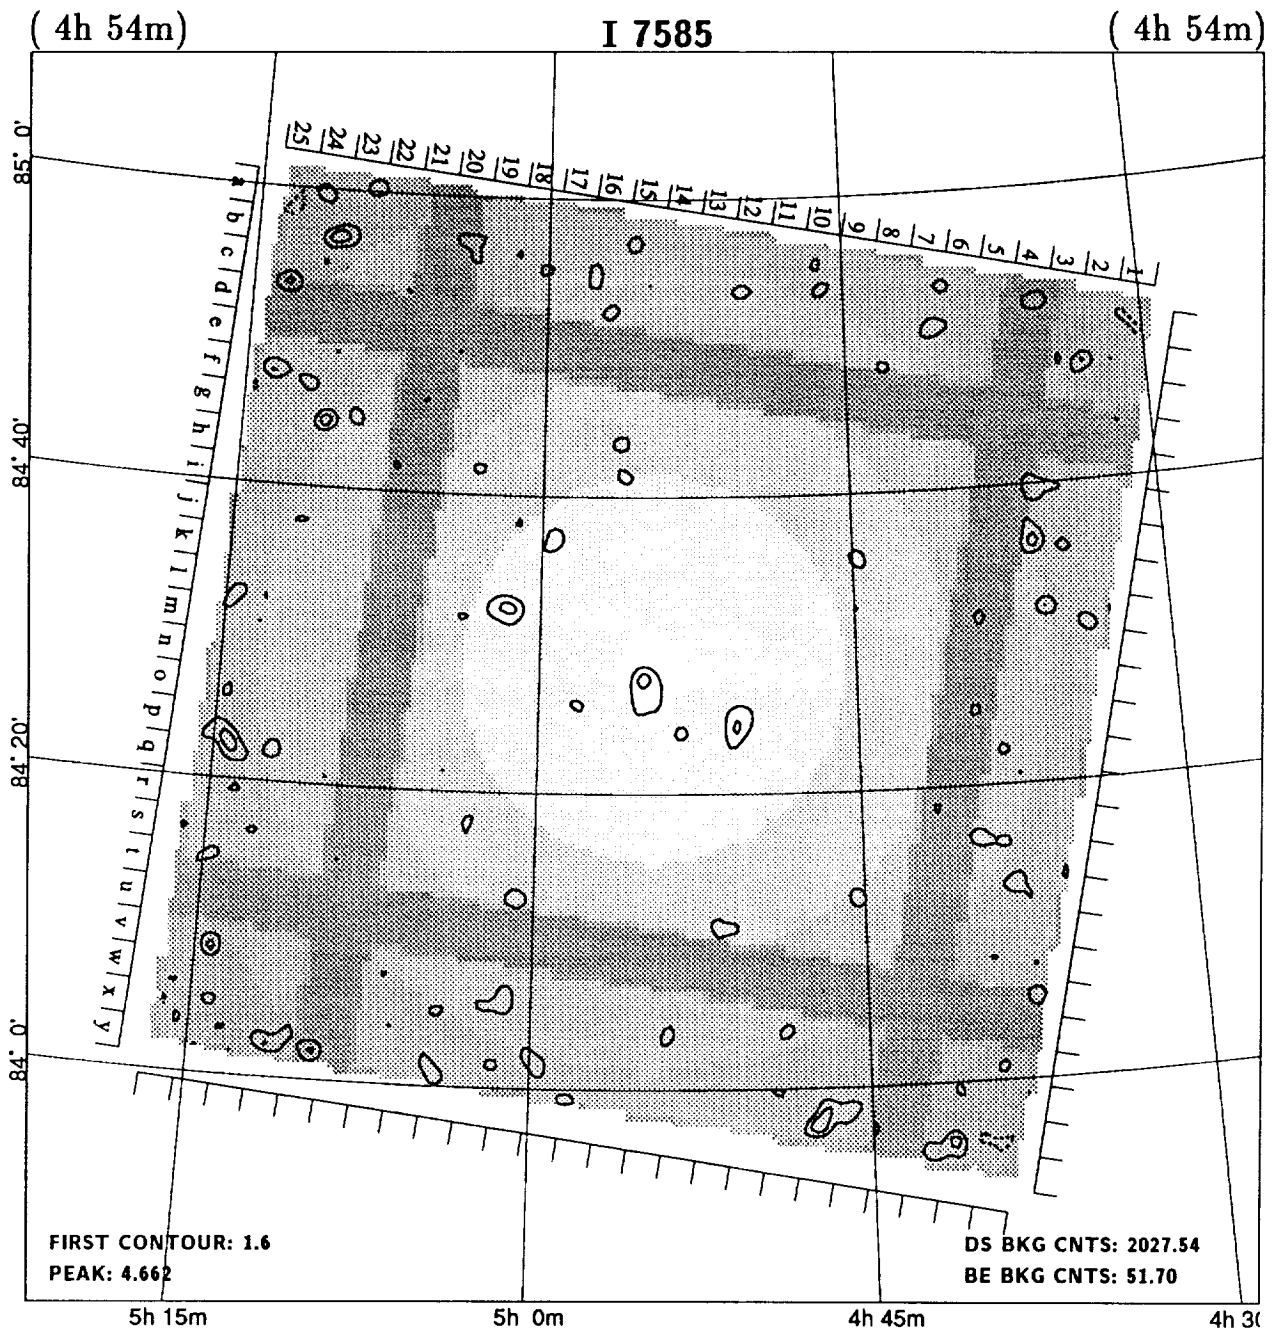 ( 4h 54m) I 7585 ( 4h 54m)
85° 0'
25 24 23 22 21 20 19 18 17 16 15 14 13 12 11 10 9 8 7 6 5 4 3 2 1
a b c d e f g h i j k l m n o p q r s t u v w x y
84° 40'
84° 20'
84° 0'
FIRST CONTOUR: 1.6
PEAK: 4.662
DS BKG CNTS: 2027.54
BE BKG CNTS: 51.70
5h 15m 5h 0m 4h 45m 4h 30